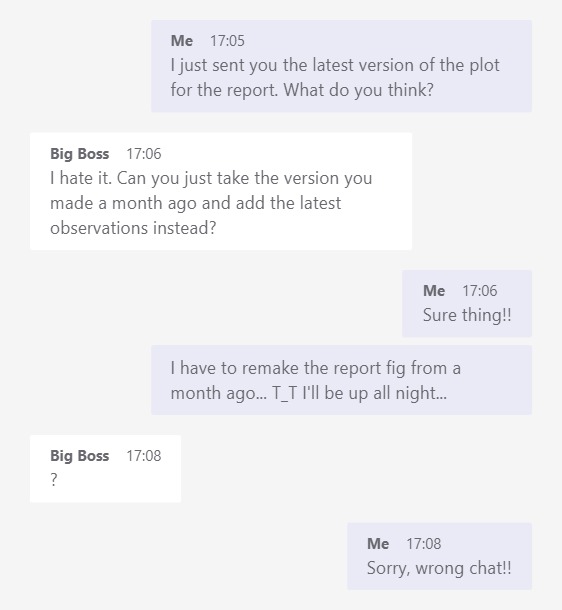 Me 17:05
I just sent you the latest version of the plot
for the report. What do you think?
Big Boss 17:06
I hate it. Can you just take the version you
made a month ago and add the latest
observations instead?
Me 17:06
Sure thing!!
I have to remake the report fig from a
month ago... T_T I'll be up all night...
Big Boss 17:08
?
Me 17:08
Sorry, wrong chat!!